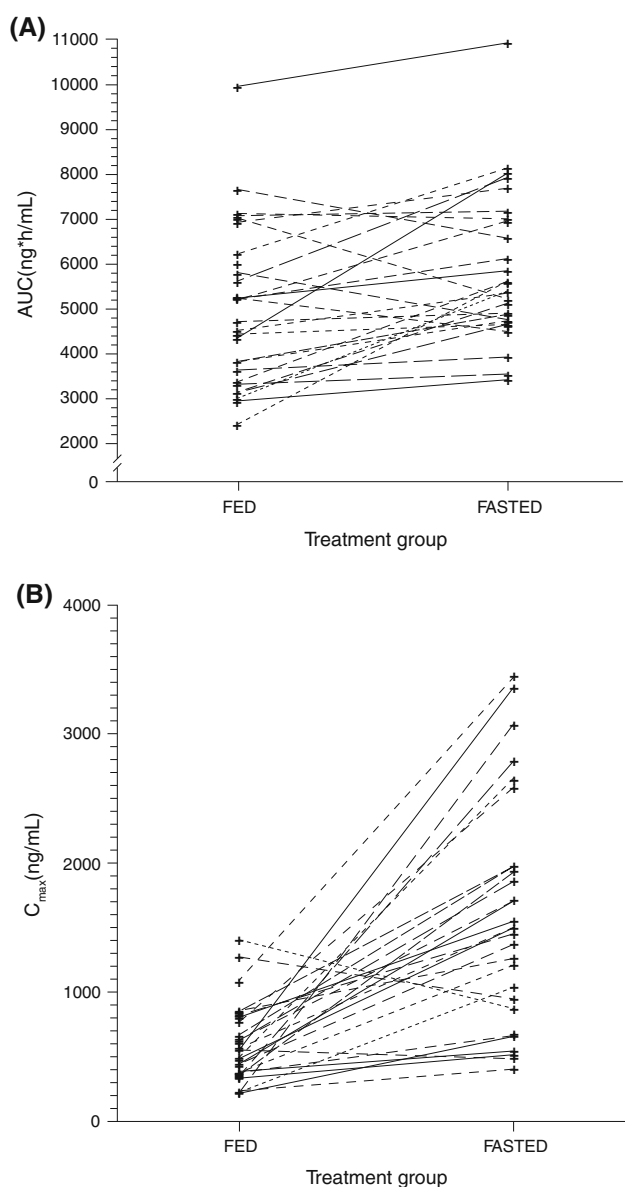 (A)
11000
10000
9000
8000
7000
6000
5000
4000
3000
2000
0
AUC(ng*h/mL)
FED FASTED
Treatment group
(B)
4000
3000
2000
1000
0
Cmax(ng/mL)
FED FASTED
Treatment group